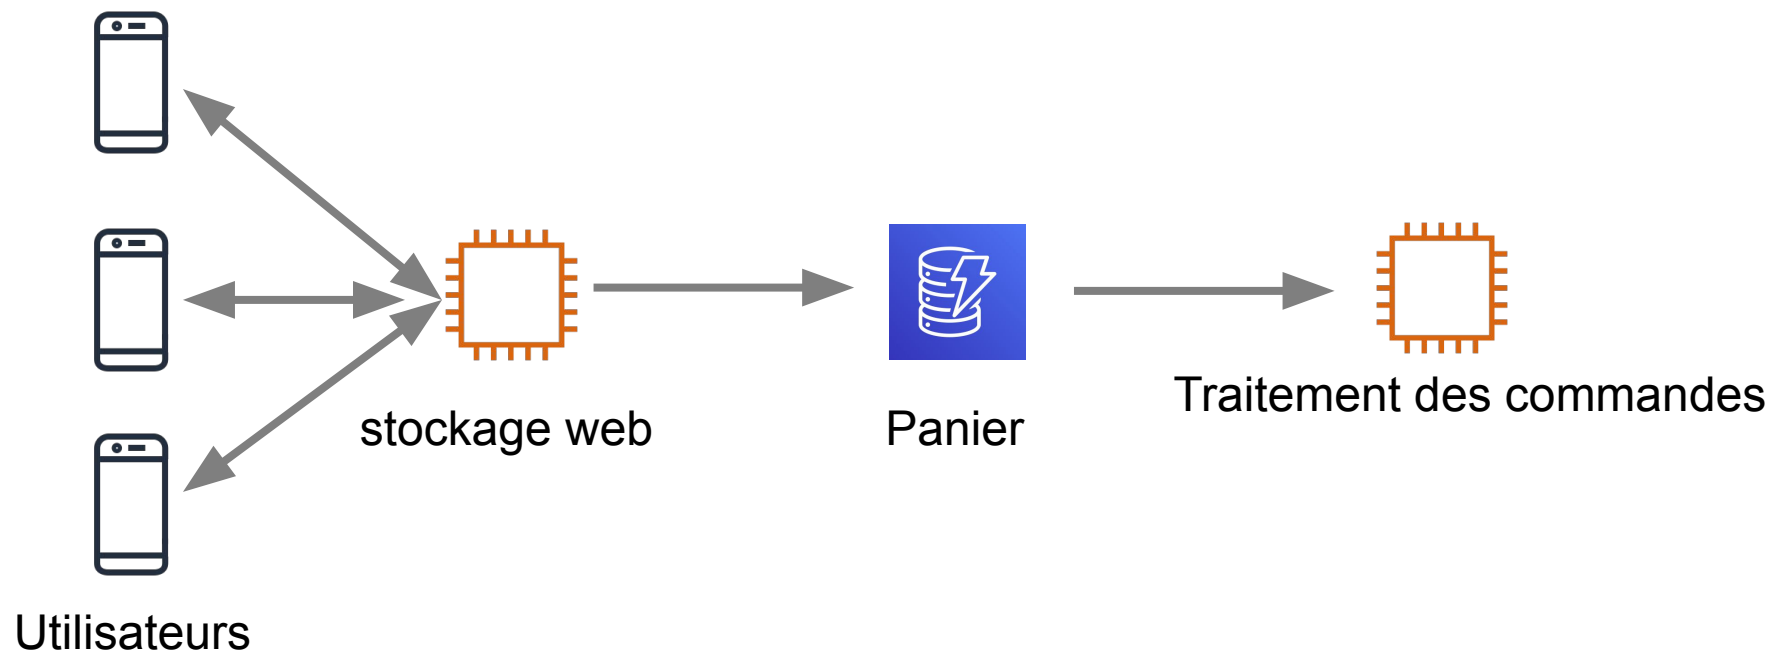 stockage web
Panier
Traitement des commandes
Utilisateurs